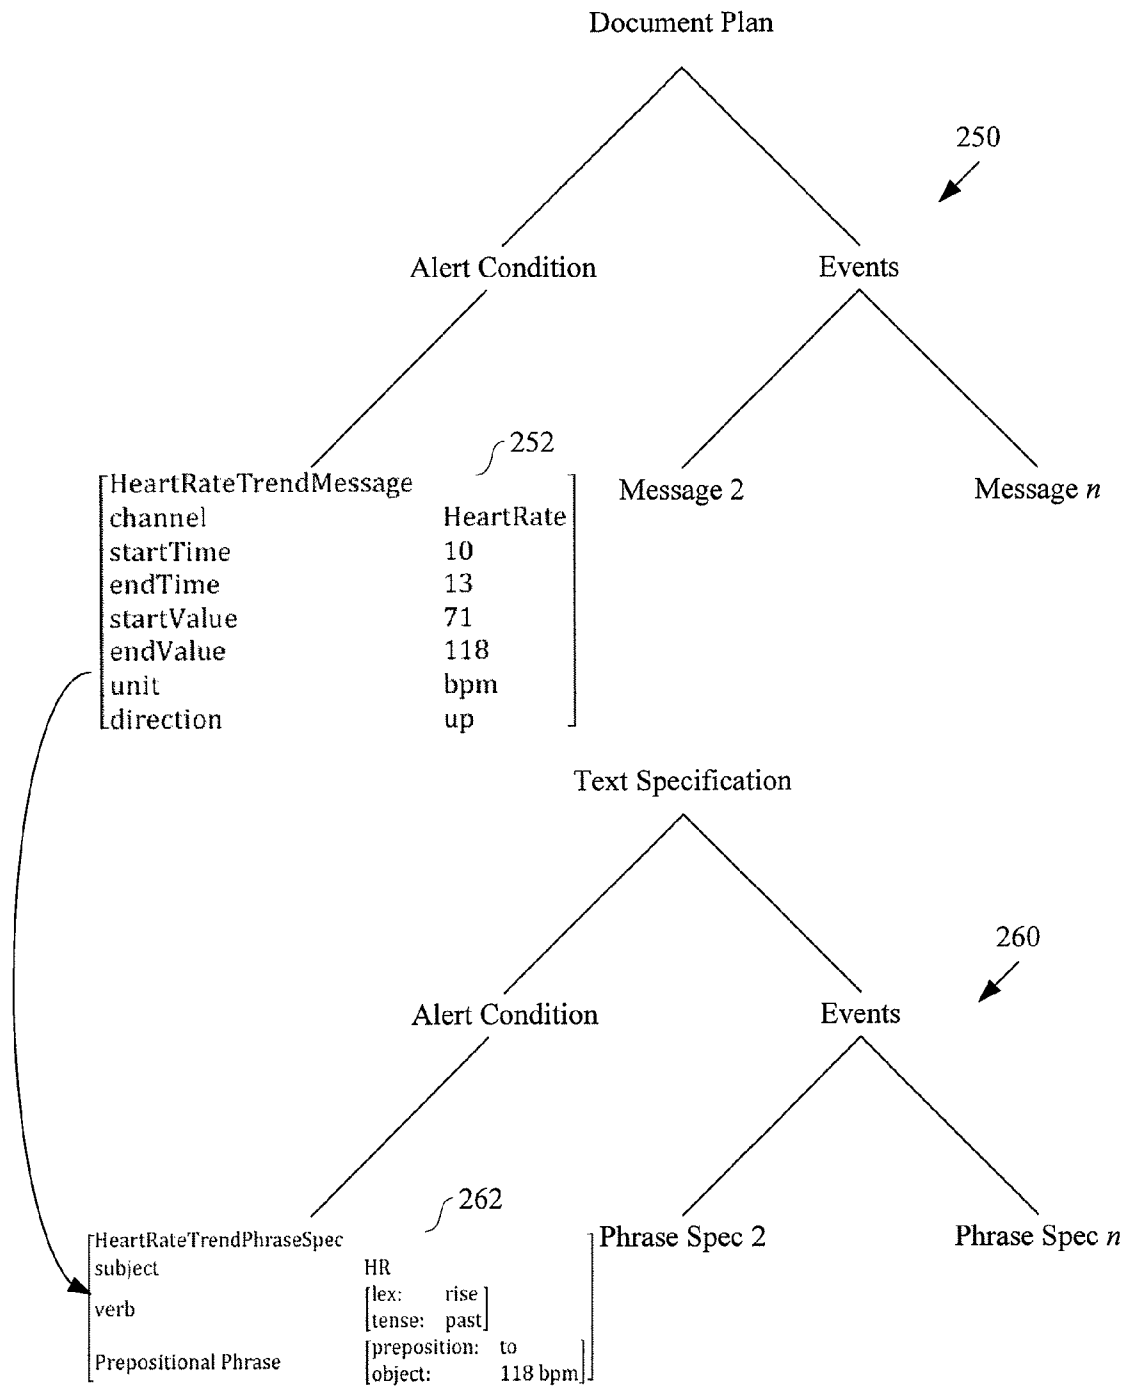 Document Plan
250
Alert Condition Events
252
HeartRateTrendMessage
Message 2 Message n
channel HeartRate
startTime 10
endTime 13
startValue 71
endValue 118
unit bpm
direction up
Text Specification
260
Alert Condition Events
262
HeartRateTrendPhraseSpec
Phrase Spec 2 Phrase Spec n
subject HR
verb
lex: rise
tense: past
Prepositional Phrase
preposition: to
object: 118 bpm